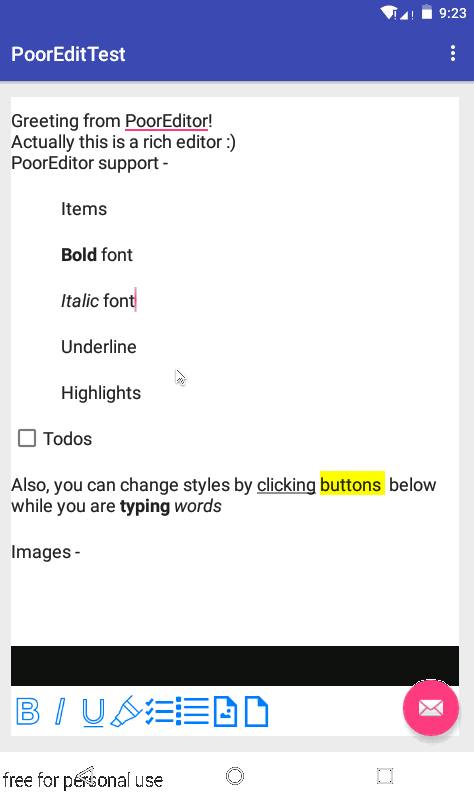 9:23
PoorEditTest
Greeting from PoorEditor!
Actually this is a rich editor :)
PoorEditor support -
Items
Bold font
Italic font
Underline
Highlights
Todos
Also, you can change styles by clicking buttons below
while you are typing words
Images -
B I U
free for personal use